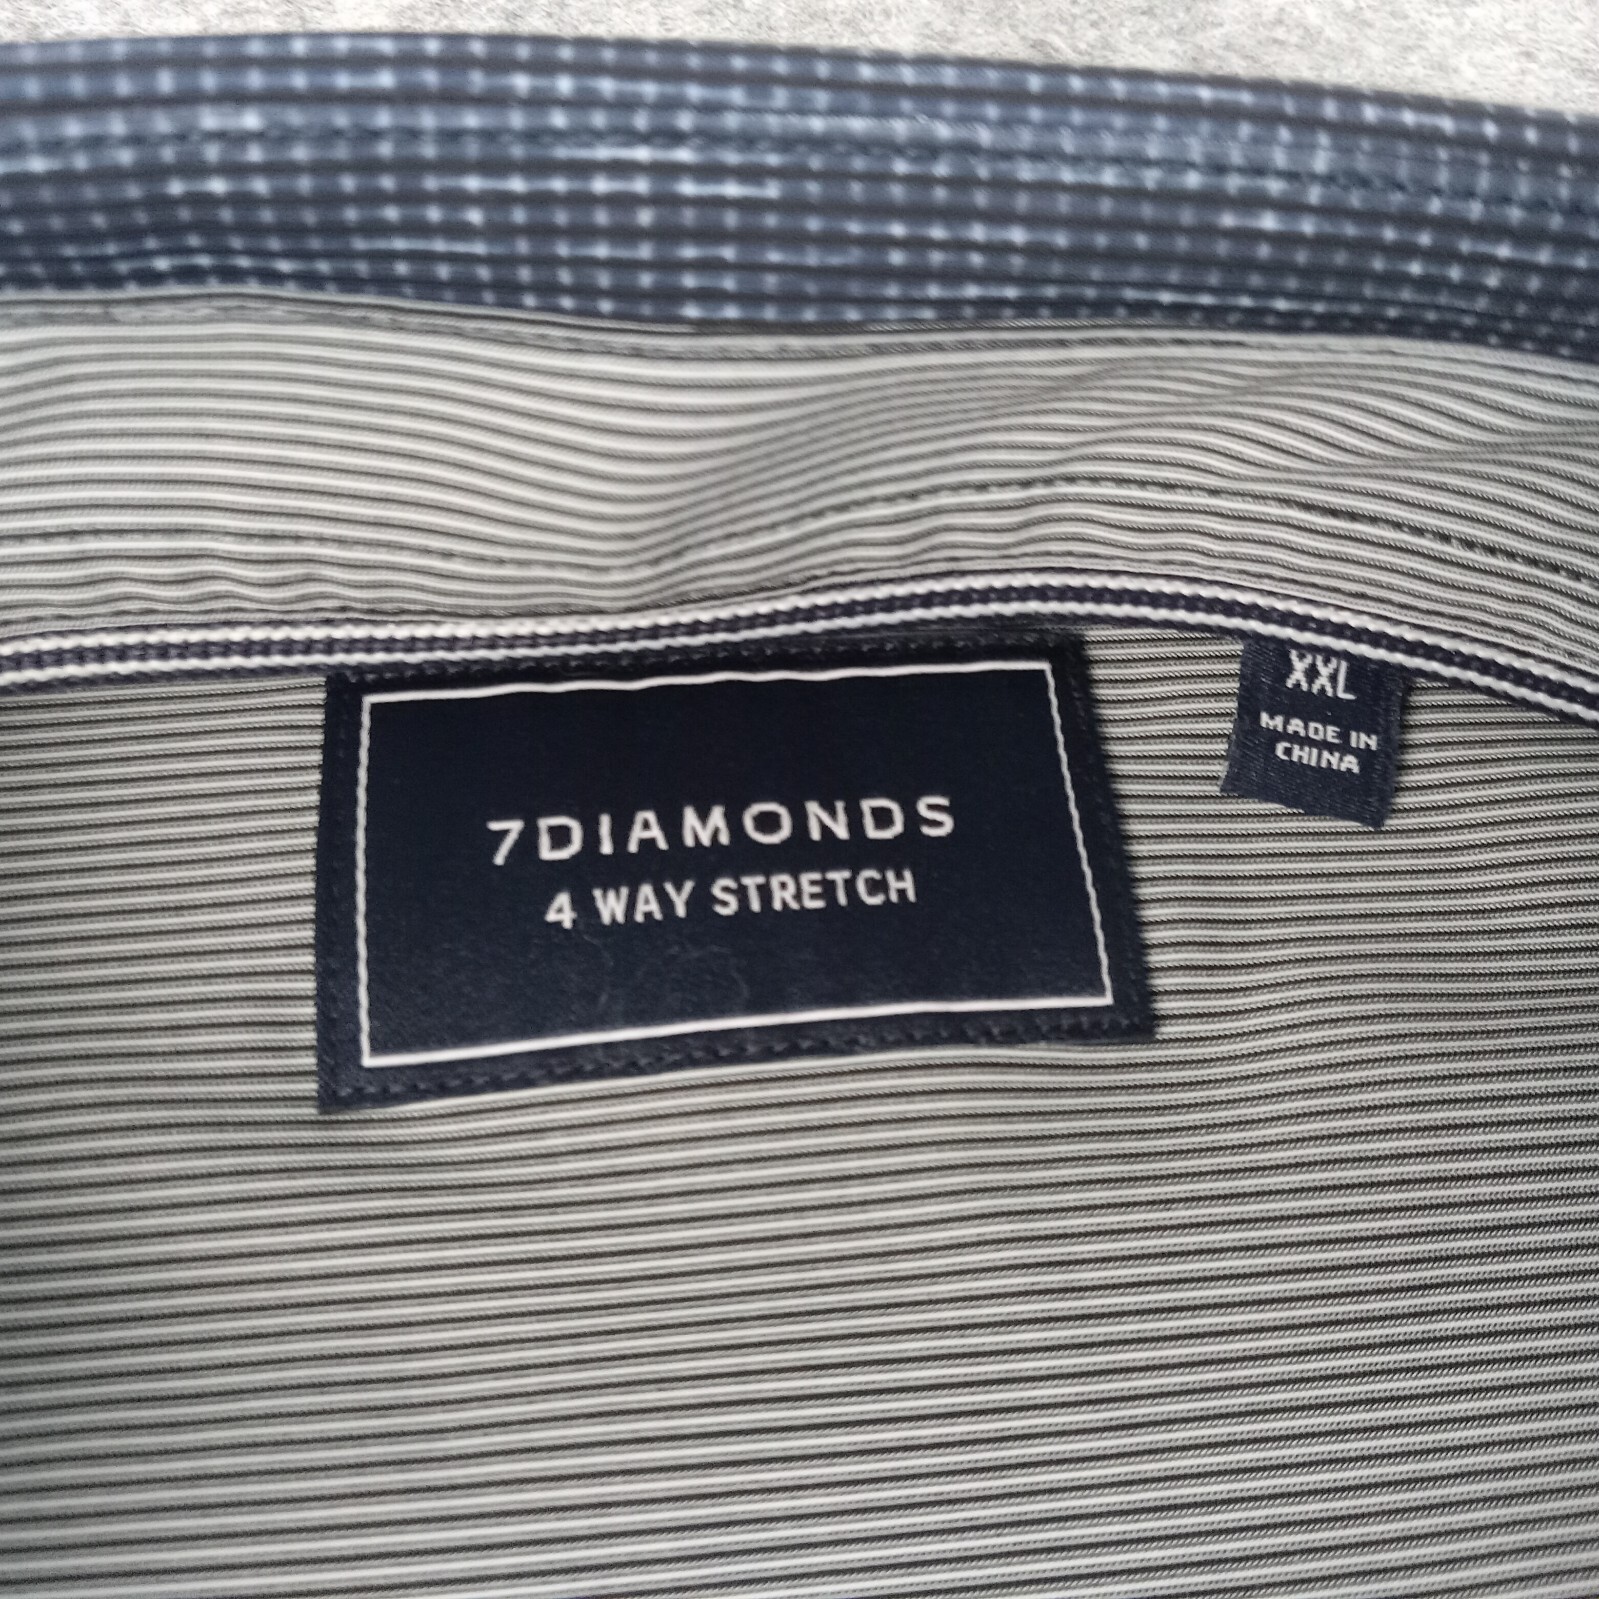 7DIAMONDS
4 WAY STRETCH
XXL
MADE IN
CHINA